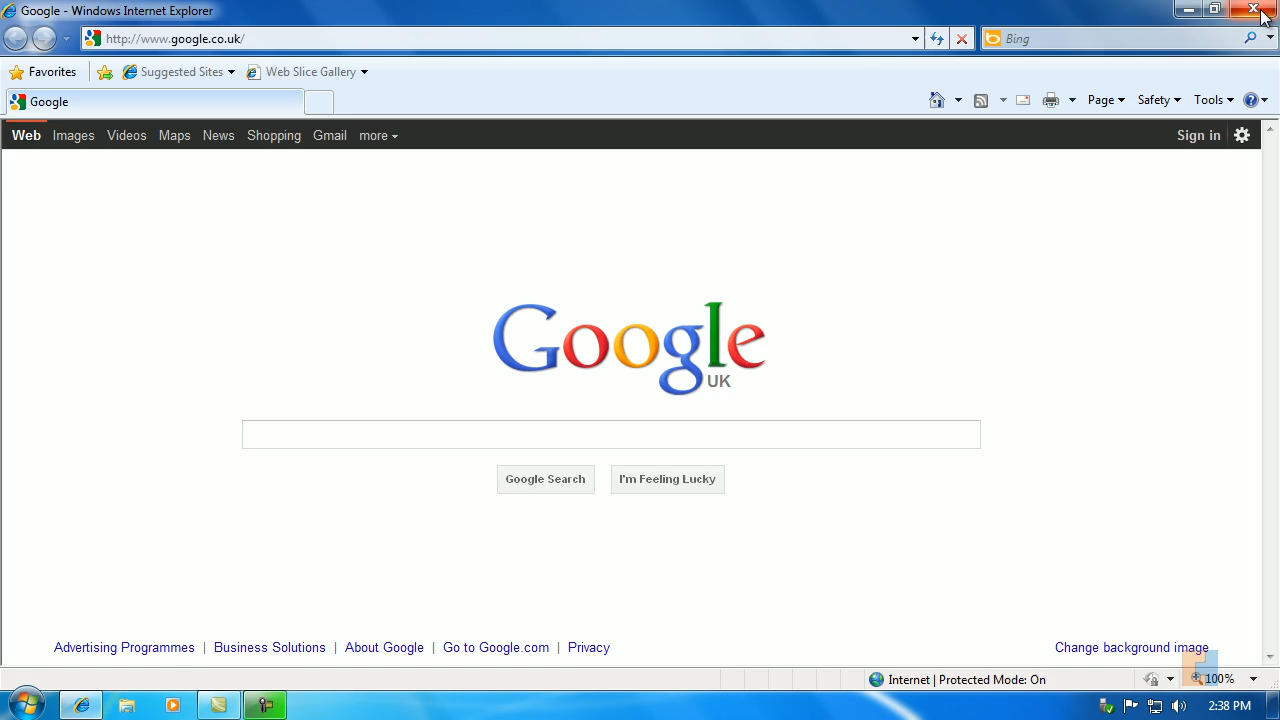 Google - Windows Internet Explorer
http://www.google.co.uk/
Bing
Favorites Suggested Sites Web Slice Gallery
Google
Page Safety Tools
Web Images Videos Maps News Shopping Gmail more Sign in
Google
UK
Google Search I'm Feeling Lucky
Advertising Programmes | Business Solutions | About Google | Go to Google.com | Privacy Change background image
Internet | Protected Mode: On 100%
2:38 PM